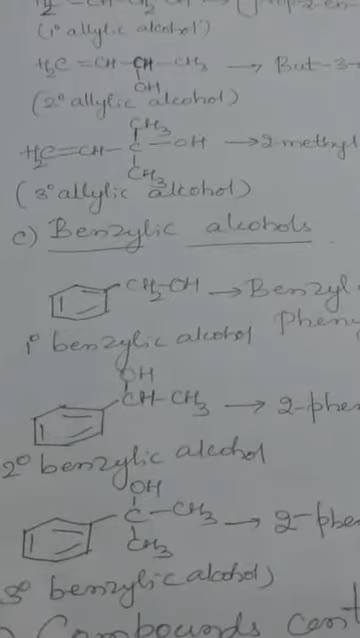 (1° allylic alcohol)
H₂C=CH-CH-CH₃ → But-3-
OH
(2° allylic alcohol)
CH₃
H₂C=CH-C-OH → 2-methyl
CH₃
(3° allylic alcohol)
c) Benzylic alcohols
CH₂-OH → Benzyl
Pheny
1° benzylic alcohol
OH
CH-CH₃ → 2-phe
2° benzylic alcohol
OH
C-CH₃ → 2-phe
CH₃
3° benzylic alcohol)
Compounds cont